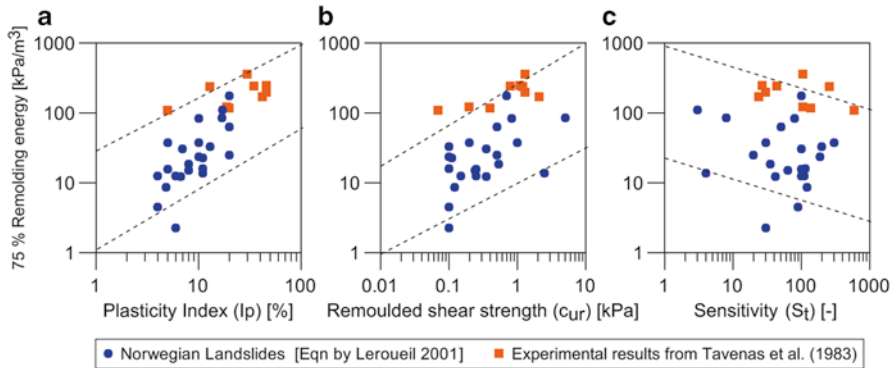 a
b
c
75 % Remolding energy [kPa/m³]
1000
100
10
1
1 10 100
Plasticity Index (Ip) [%]
1000
100
10
1
0.01 0.1 1 10
Remoulded shear strength (cur) [kPa]
1000
100
10
1
1 10 100 1000
Sensitivity (St) [-]
Norwegian Landslides [Eqn by Leroueil 2001]
Experimental results from Tavenas et al. (1983)